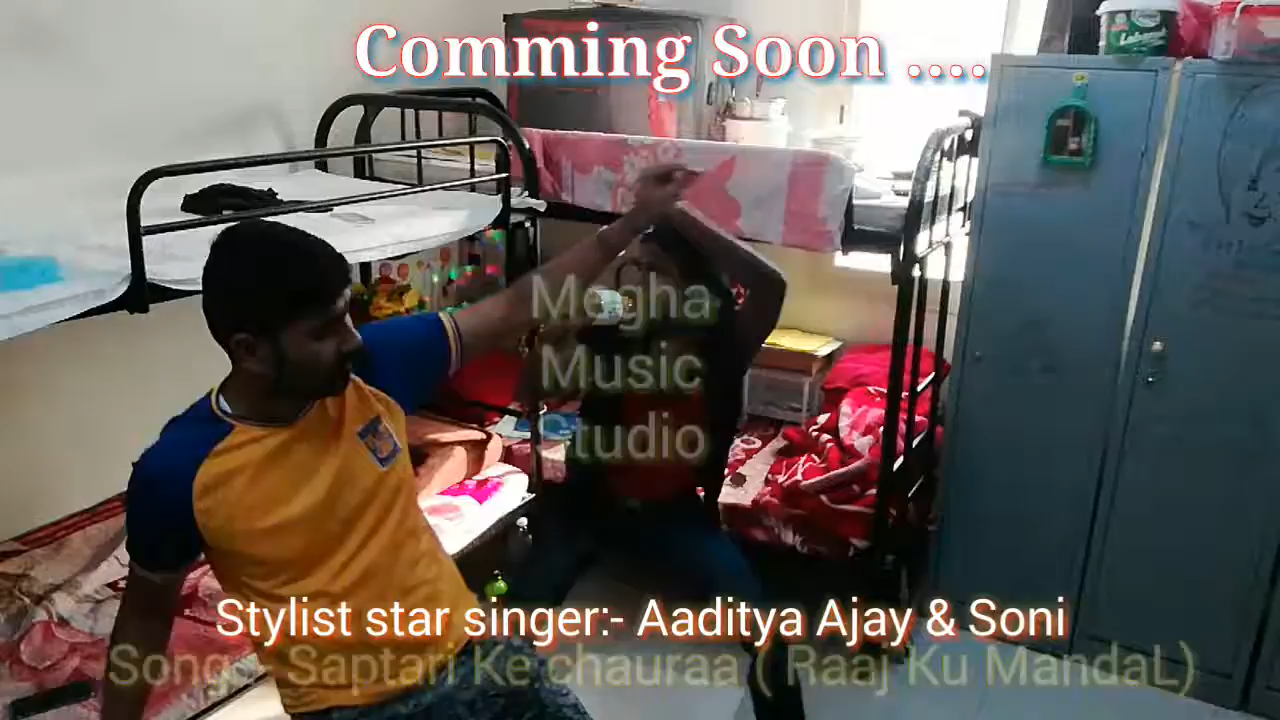 Comming Soon ....
Megha
Music
Studio
Stylist star singer:- Aaditya Ajay & Soni
Song :- Saptari Ke chauraa ( Raaj Ku MandaL)